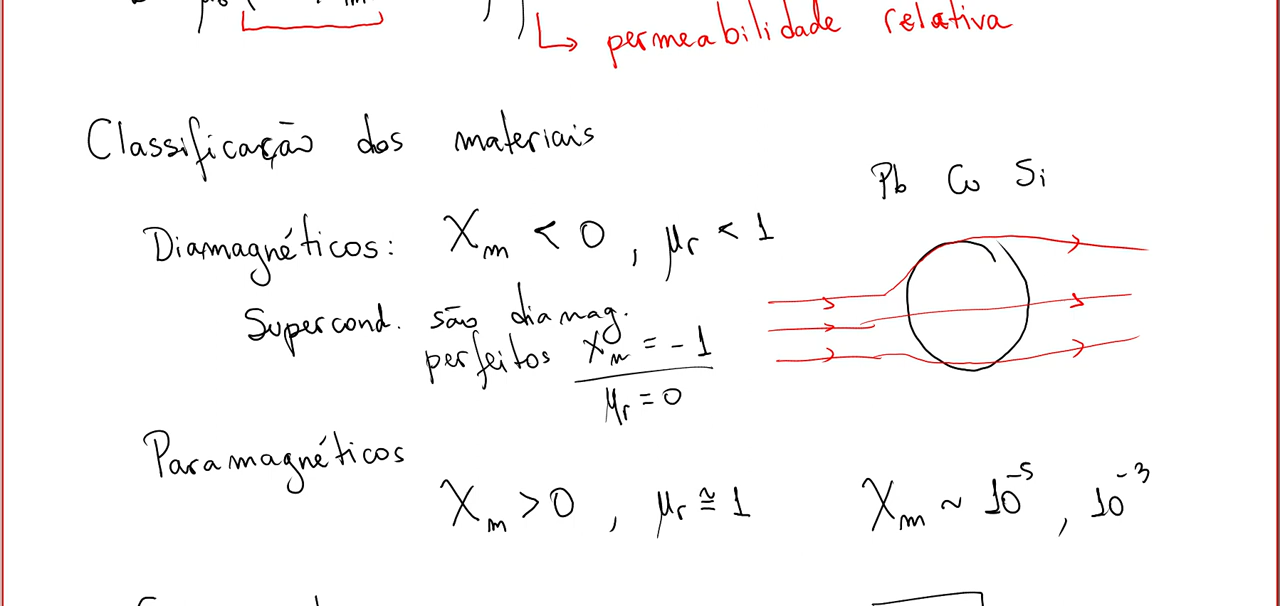 permeabilidade relativa
Classificação dos materiais
Pb Cu Si
Diamagnéticos: χₘ < 0 , μᵣ < 1
Supercond. são diamag.
perfeitos χₘ = -1
μᵣ = 0
Paramagnéticos
χₘ > 0 , μᵣ ≅ 1 χₘ ~ 10⁻⁵ , 10⁻³